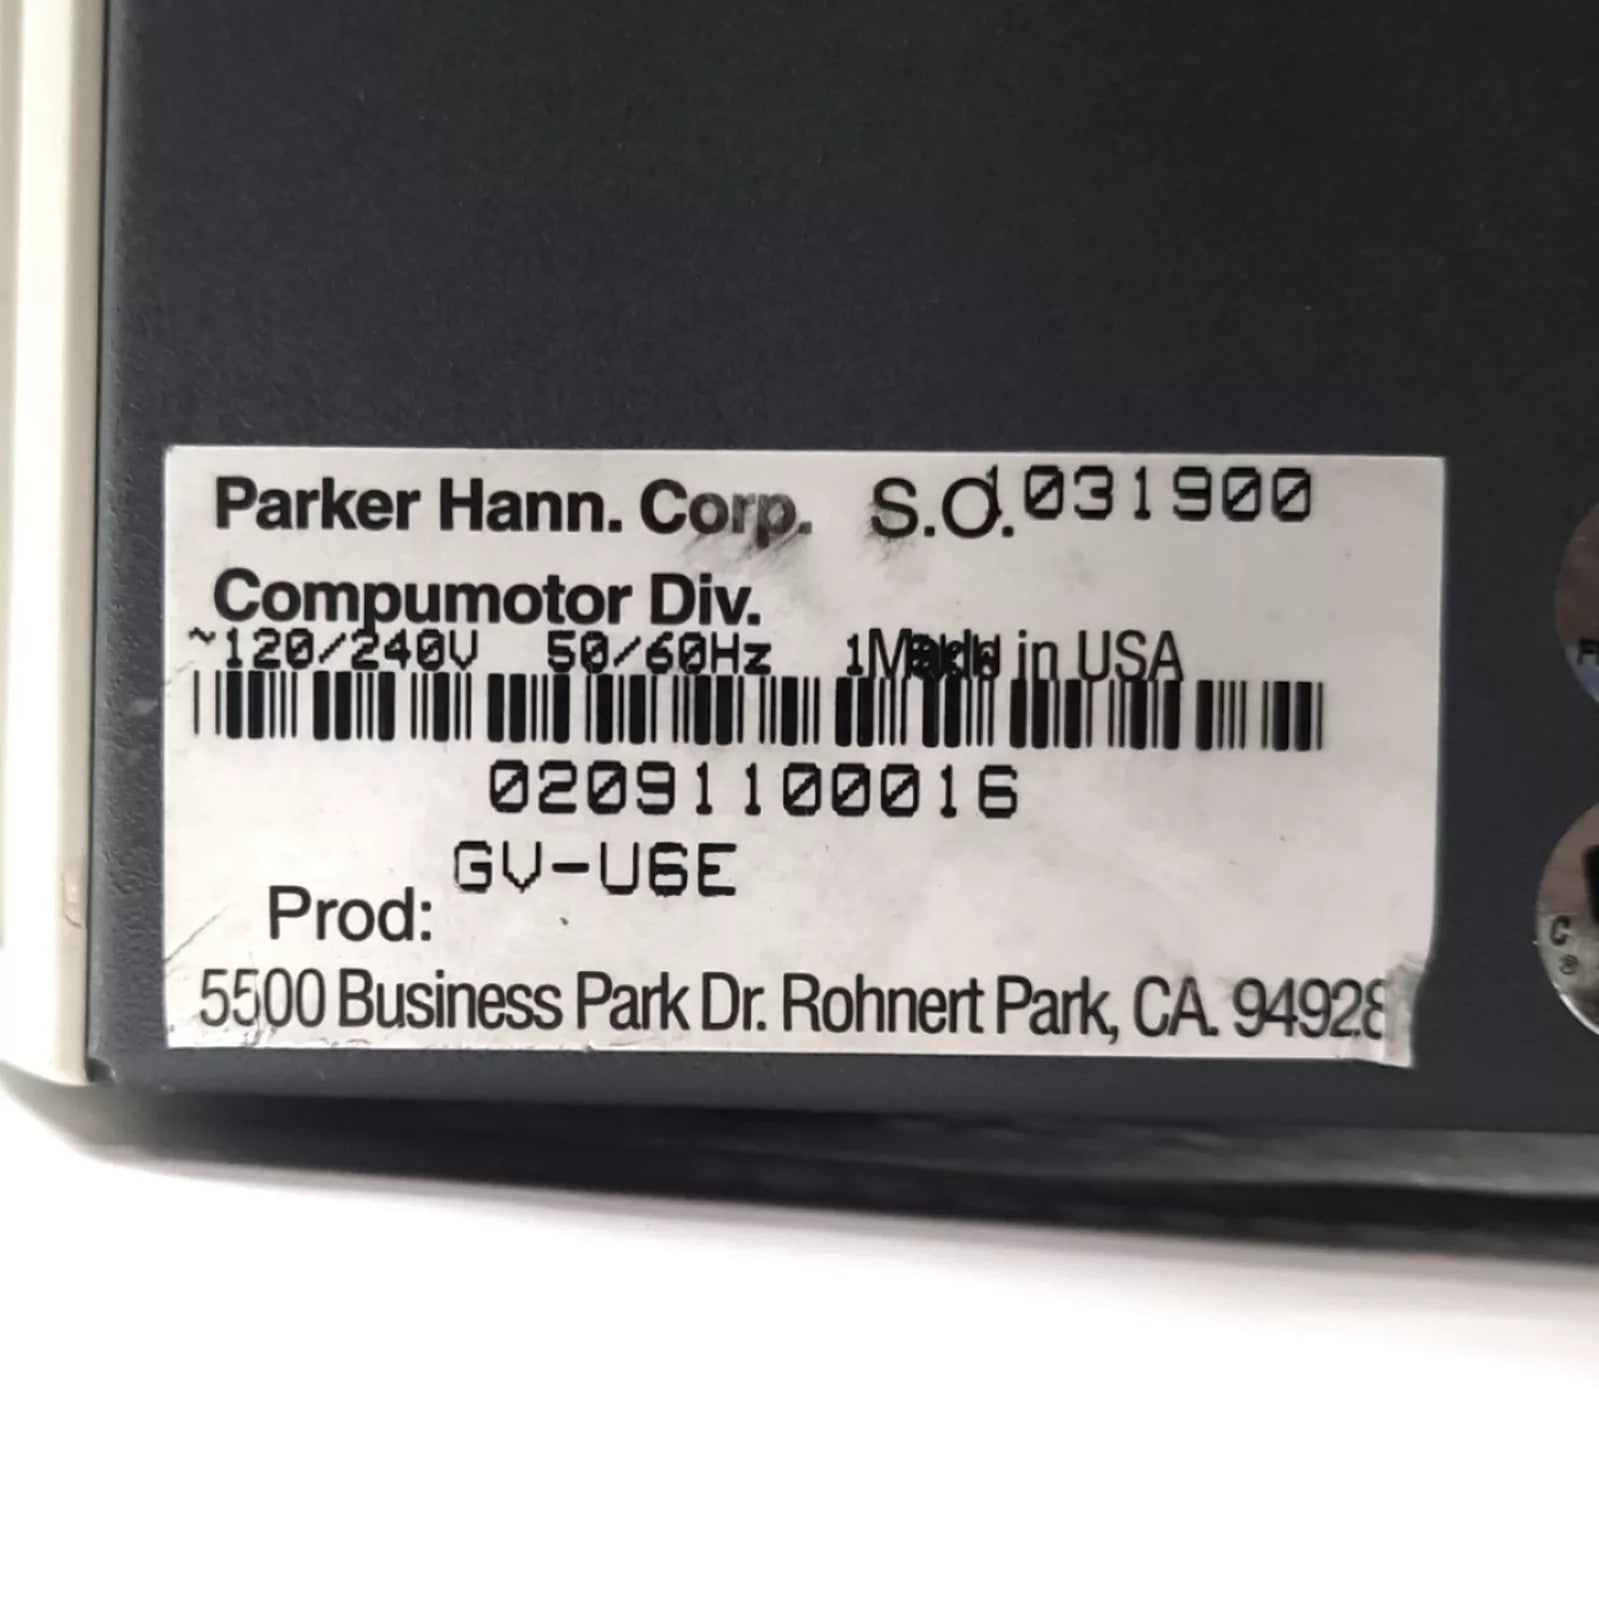 Parker Hann. Corp. S.O. 1031900
Compumotor Div.
~120/240V 50/60Hz Made in USA
02091100016
GV-U6E
Prod:
5500 Business Park Dr. Rohnert Park, CA. 94928